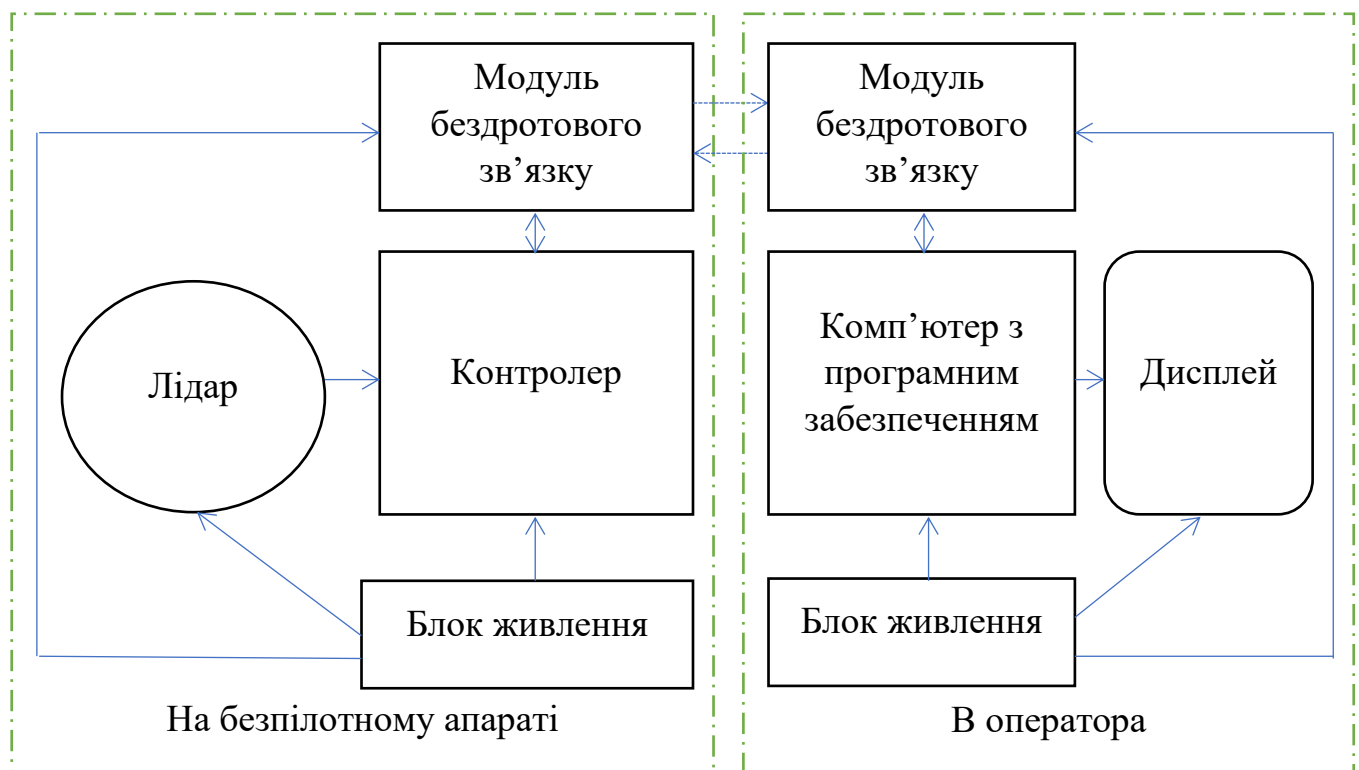 Модуль
бездротового
зв’язку
Модуль
бездротового
зв’язку
Лідар
Контролер
Комп’ютер з
програмним
забезпеченням
Дисплей
Блок живлення
Блок живлення
На безпілотному апараті
В оператора